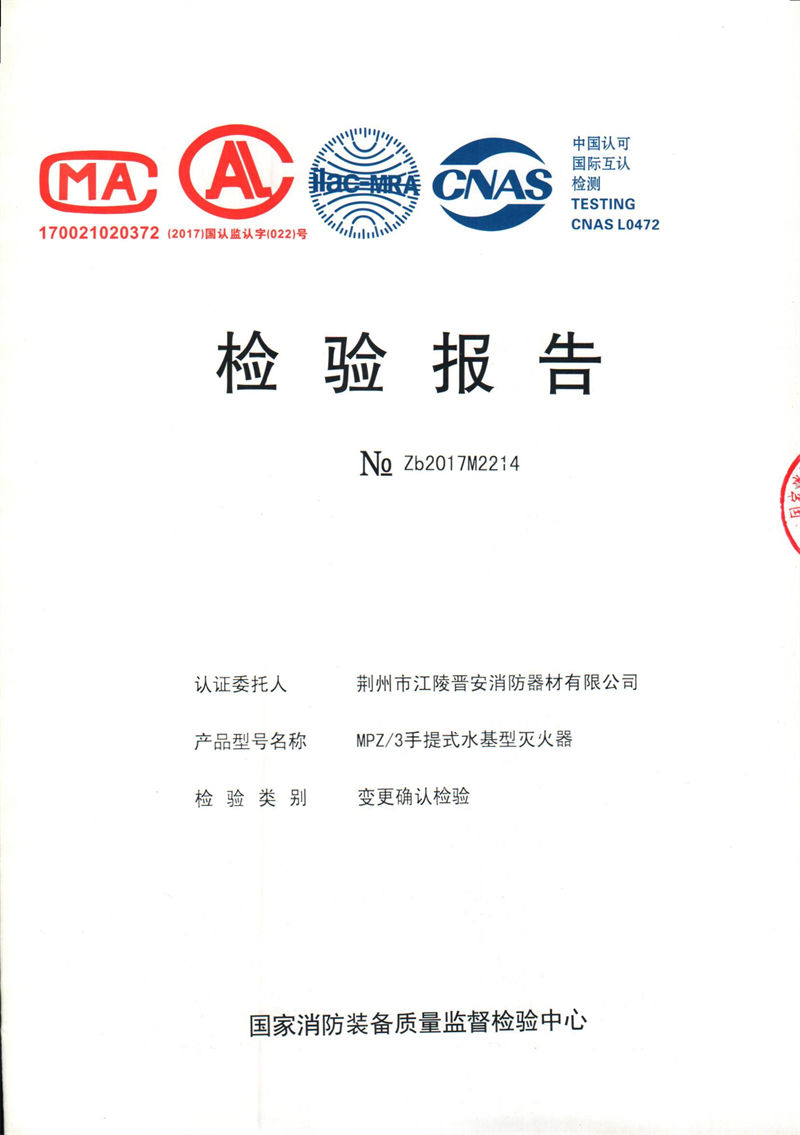 MA
170021020372
AL
(2017)国认监认字(022)号
ilac-MRA
CNAS
中国认可
国际互认
检测
TESTING
CNAS L0472
检验报告
№ Zb2017M2214
认证委托人 荆州市江陵晋安消防器材有限公司
产品型号名称 MPZ/3手提式水基型灭火器
检验类别 变更确认检验
国家消防装备质量监督检验中心